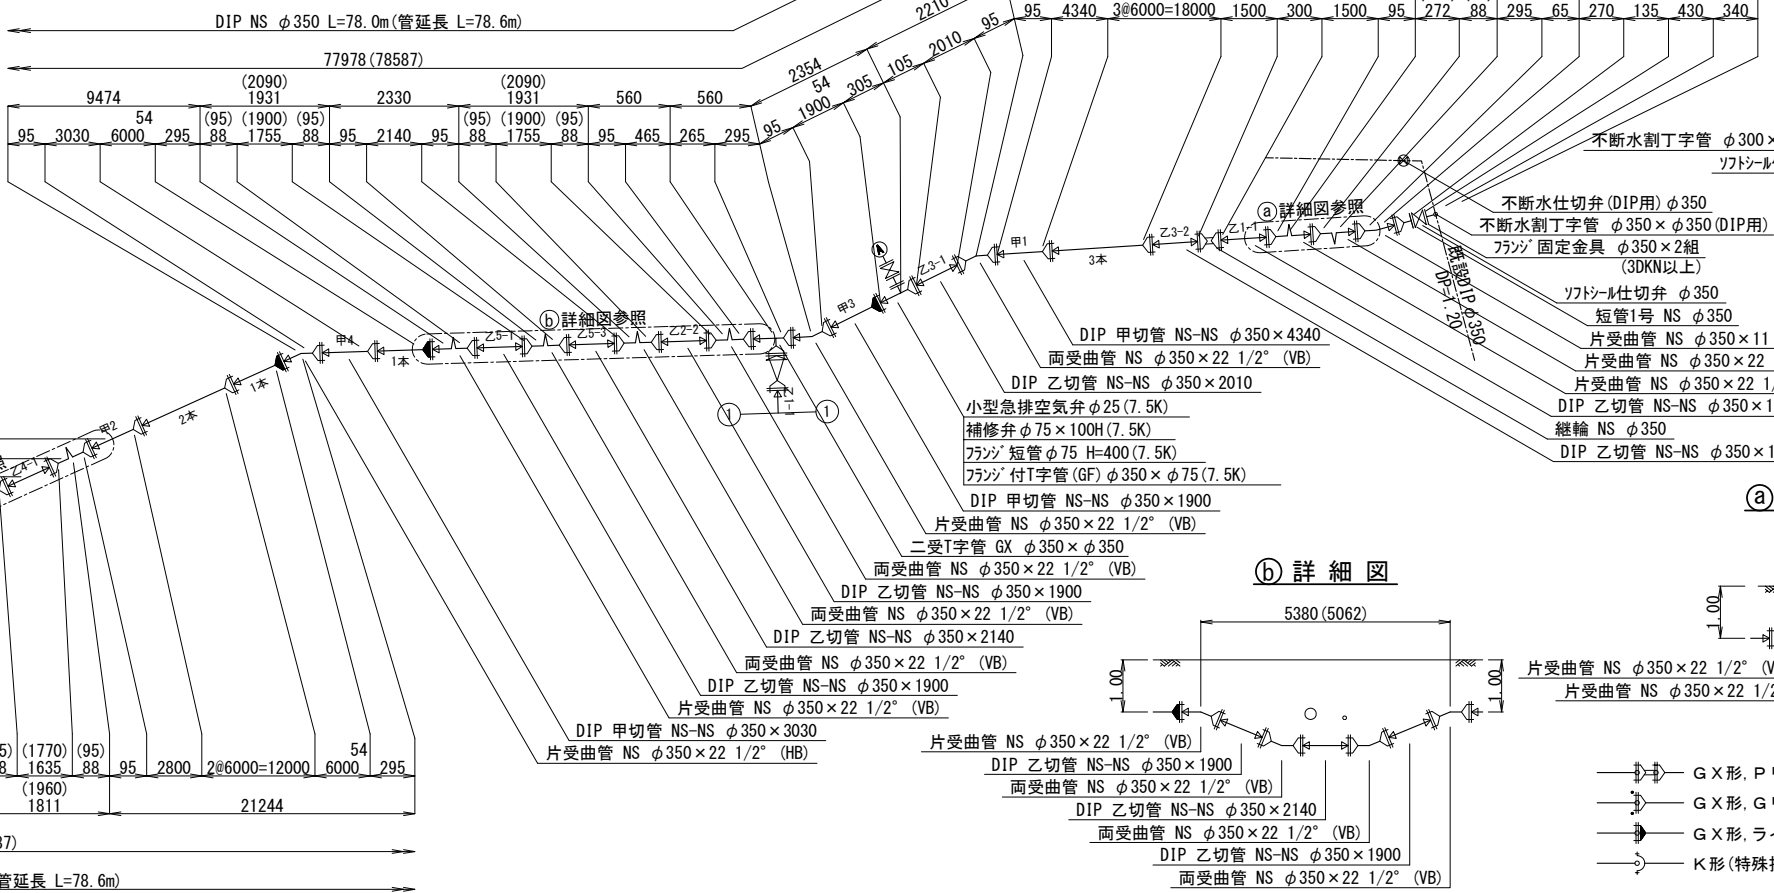 DIP NS φ350 L=78.0m(管延長 L=78.6m)
77978(78587)
2210
95 4340 3@6000=18000 1500 300 1500 95 272 88 295 65 270 135 430 340
2354 105 2010 95
54 305
(2090) (2090)
9474 1931 2330 1931 560 560
54 (95) (1900) (95) (95) (1900) (95)
95 3030 6000 295 88 1755 88 95 2140 95 88 1755 88 95 465 265 295 95 1900
不断水割丁字管 φ300×
ソフトシール
ⓐ詳細図参照
不断水仕切弁(DIP用)φ350
不断水割丁字管 φ350×φ350(DIP用)
フランジ固定金具 φ350×2組
(3DKN以上)
ソフトシール仕切弁 φ350
短管1号 NS φ350
片受曲管 NS φ350×11
片受曲管 NS φ350×22
片受曲管 NS φ350×22 1/
DIP 乙切管 NS-NS φ350×1
継輪 NS φ350
DIP 乙切管 NS-NS φ350×1
既設DIP φ350
DP=1.20
Ⓐ
乙3-1 甲1 3本 乙3-2 乙1-1
ⓑ詳細図参照
甲3
甲4 1本 乙5-1 乙5-3 乙2-2
1本
2本
甲2
乙4-1
乙1-1
① ①
DIP 甲切管 NS-NS φ350×4340
両受曲管 NS φ350×22 1/2° (VB)
DIP 乙切管 NS-NS φ350×2010
小型急排空気弁φ25(7.5K)
補修弁φ75×100H(7.5K)
フランジ短管φ75 H=400(7.5K)
フランジ付T字管(GF)φ350×φ75(7.5K)
DIP 甲切管 NS-NS φ350×1900
片受曲管 NS φ350×22 1/2° (VB)
二受T字管 GX φ350×φ350
両受曲管 NS φ350×22 1/2° (VB)
DIP 乙切管 NS-NS φ350×1900
両受曲管 NS φ350×22 1/2° (VB)
DIP 乙切管 NS-NS φ350×2140
両受曲管 NS φ350×22 1/2° (VB)
DIP 乙切管 NS-NS φ350×1900
片受曲管 NS φ350×22 1/2° (VB)
DIP 甲切管 NS-NS φ350×3030
片受曲管 NS φ350×22 1/2° (HB)
5) (1770) (95) 54
8 1635 88 95 2800 2@6000=12000 6000 295
(1960)
1811 21244
37)
管延長 L=78.6m)
ⓑ 詳 細 図
5380(5062)
1.00
1.00
片受曲管 NS φ350×22 1/2° (VB)
DIP 乙切管 NS-NS φ350×1900
両受曲管 NS φ350×22 1/2° (VB)
DIP 乙切管 NS-NS φ350×2140
両受曲管 NS φ350×22 1/2° (VB)
DIP 乙切管 NS-NS φ350×1900
両受曲管 NS φ350×22 1/2° (VB)
ⓐ
1.00
片受曲管 NS φ350×22 1/2° (V
片受曲管 NS φ350×22 1/2
GX形, P
GX形, G
GX形, ラ
K形(特殊